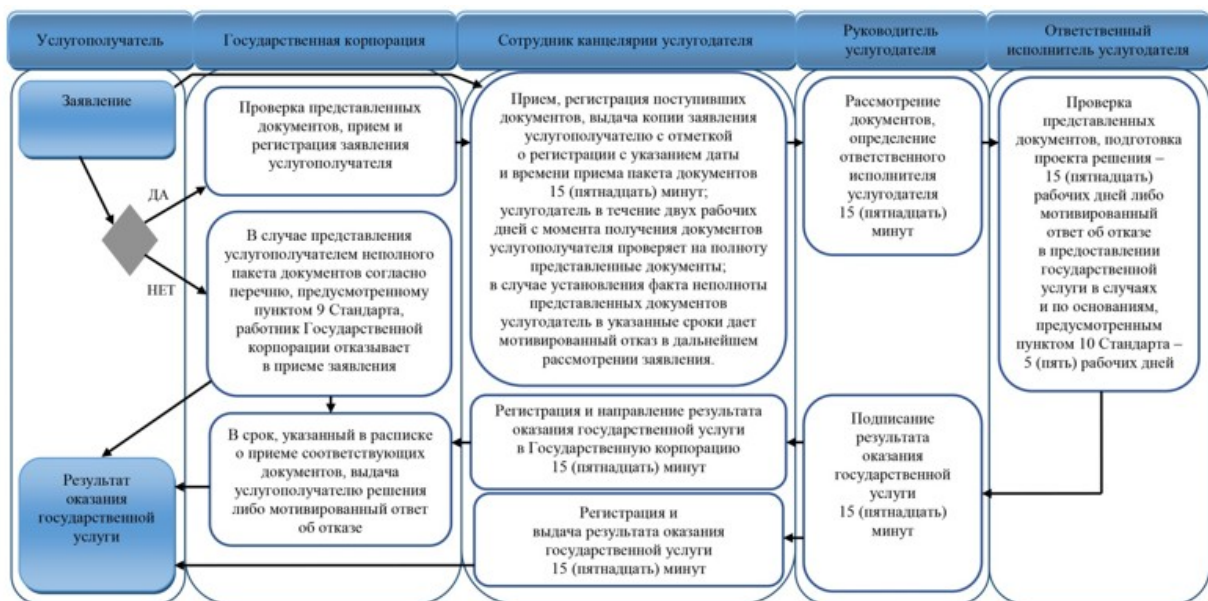 Услугополучатель
Государственная корпорация
Сотрудник канцелярии услугодателя
Руководитель
услугодателя
Ответственный
исполнитель услугодателя
Заявление
ДА
НЕТ
Результат
оказания
государственной
услуги
Проверка представленных
документов, прием и
регистрация заявления
услугополучателя
В случае представления
услугополучателем неполного
пакета документов согласно
перечню, предусмотренному
пунктом 9 Стандарта,
работник Государственной
корпорации отказывает
в приеме заявления
В срок, указанный в расписке
о приеме соответствующих
документов, выдача
услугополучателю решения
либо мотивированный ответ
об отказе
Прием, регистрация поступивших
документов, выдача копии заявления
услугополучателю с отметкой
о регистрации с указанием даты
и времени приема пакета документов
15 (пятнадцать) минут;
услугодатель в течение двух рабочих
дней с момента получения документов
услугополучателя проверяет на полноту
представленные документы;
в случае установления факта неполноты
представленных документов
услугодатель в указанные сроки дает
мотивированный отказ в дальнейшем
рассмотрении заявления.
Регистрация и направление результата
оказания государственной услуги
в Государственную корпорацию
15 (пятнадцать) минут
Регистрация и
выдача результата оказания
государственной услуги
15 (пятнадцать) минут
Рассмотрение
документов,
определение
ответственного
исполнителя
услугодателя
15 (пятнадцать)
минут
Подписание
результата
оказания
государственной
услуги
15 (пятнадцать)
минут
Проверка
представленных
документов, подготовка
проекта решения –
15 (пятнадцать)
рабочих дней либо
мотивированный
ответ об отказе
в предоставлении
государственной
услуги в случаях
и по основаниям,
предусмотренным
пунктом 10 Стандарта –
5 (пять) рабочих дней